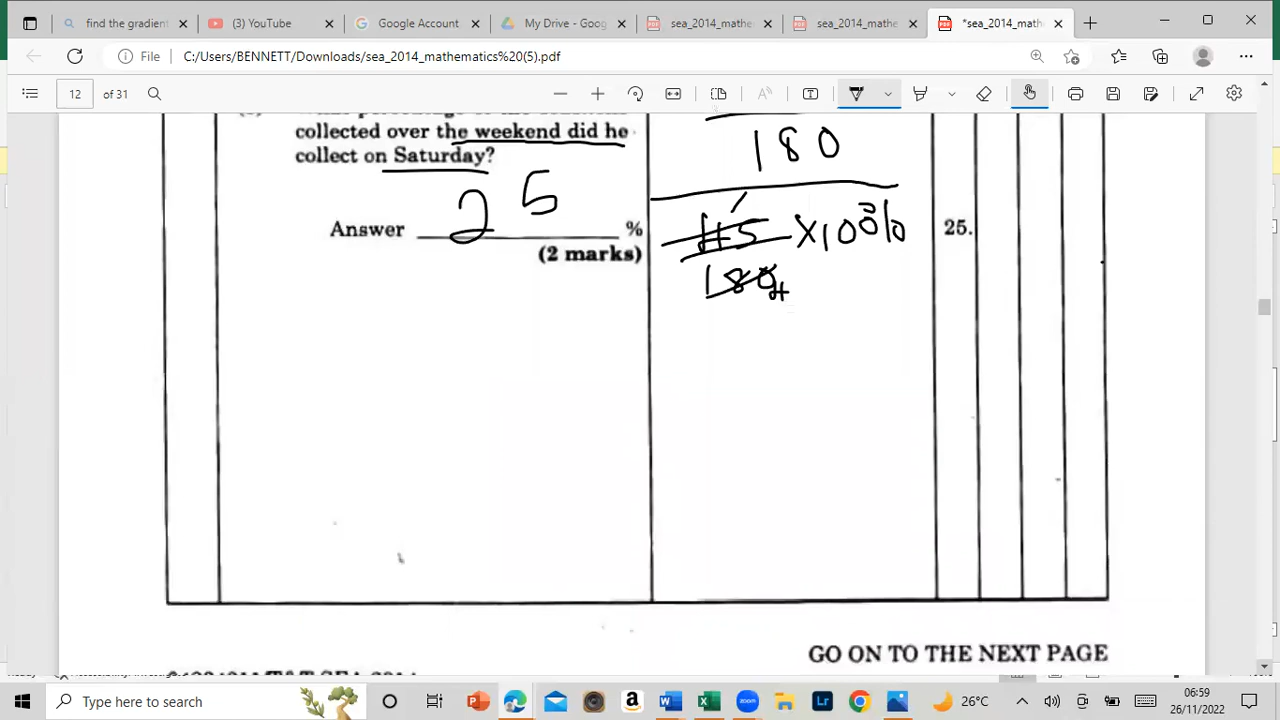 find the gradient
(3) YouTube
Google Account
My Drive - Goog
sea_2014_mathe
sea_2014_mathe
*sea_2014_math
File C:/Users/BENNETT/Downloads/sea_2014_mathematics%20(5).pdf
12 of 31
collected over the weekend did he
collect on Saturday?
Answer 25 %
(2 marks)
180
45 X100%
180
1
4
25.
GO ON TO THE NEXT PAGE
Type here to search
26°C
06:59
26/11/2022